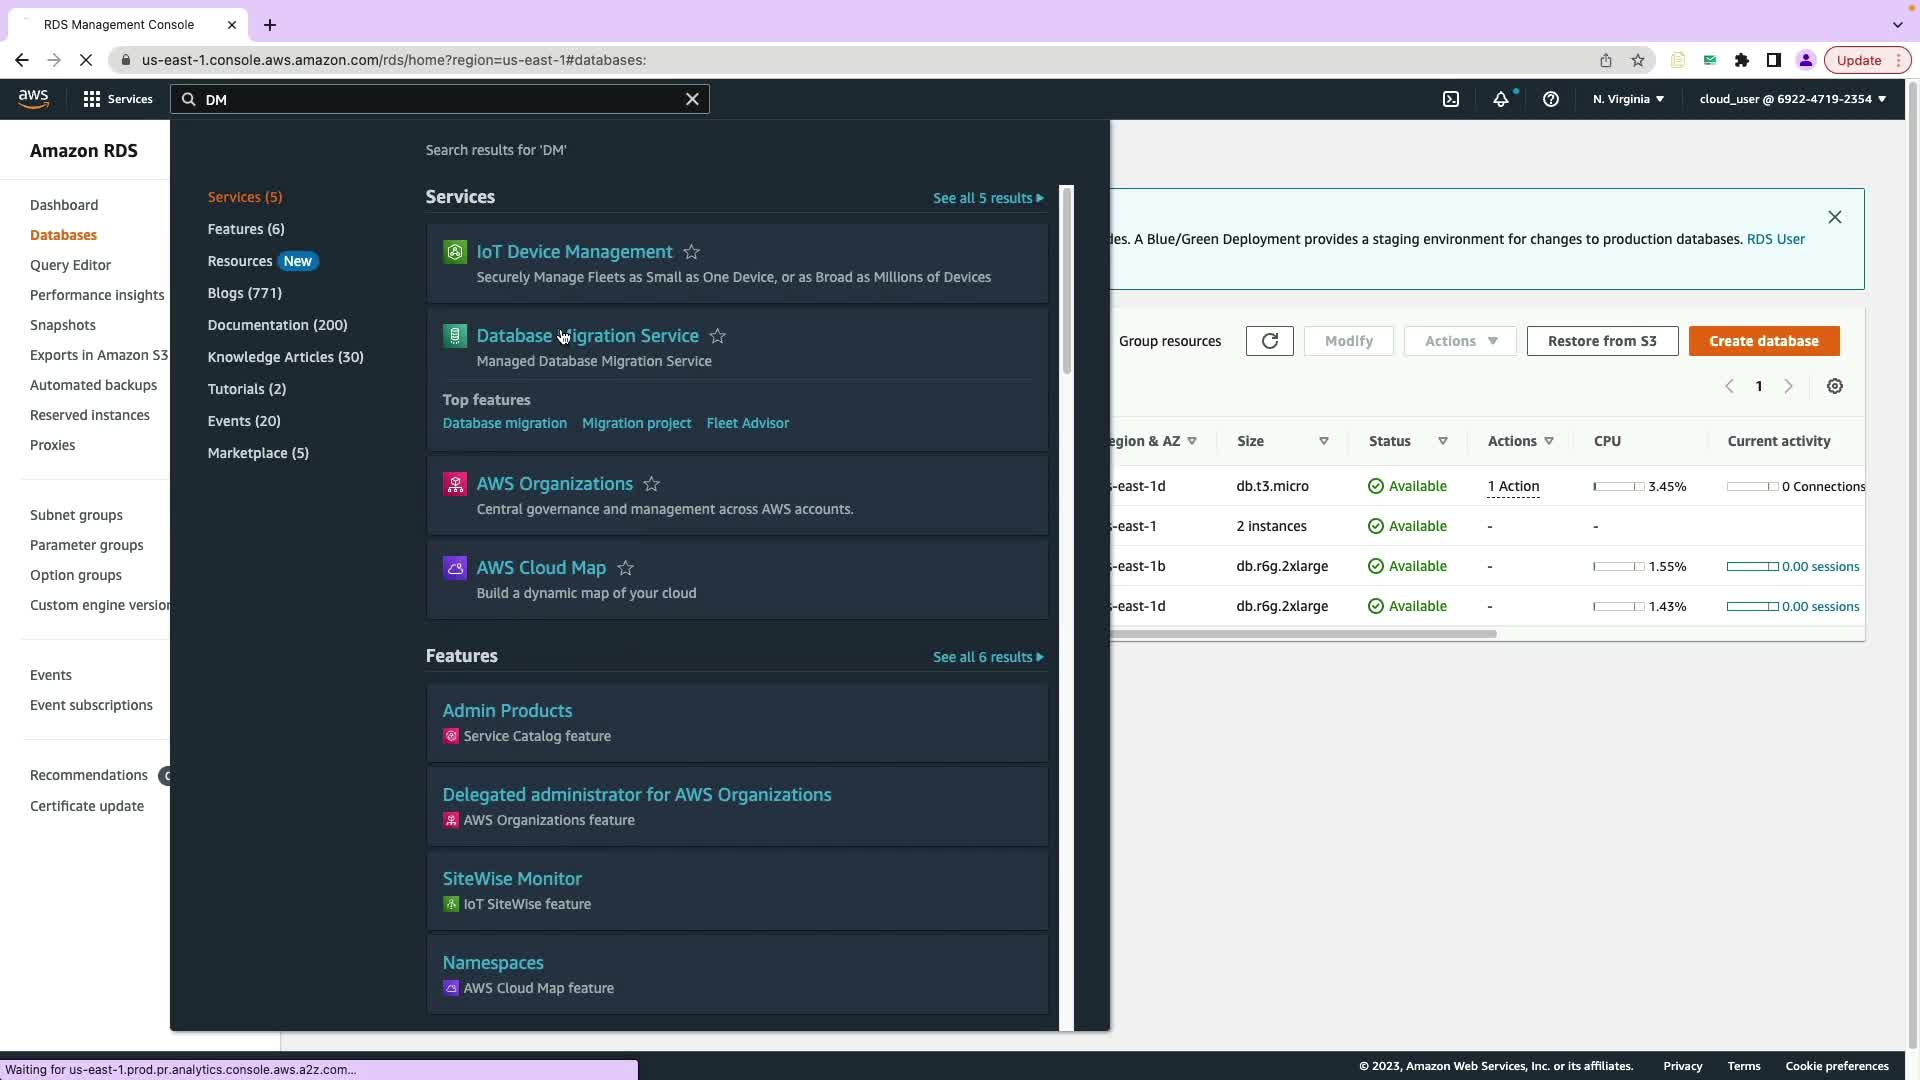 RDS Management Console
us-east-1.console.aws.amazon.com/rds/home?region=us-east-1#databases:
Update
aws
Services
DM
N. Virginia
cloud_user @ 6922-4719-2354
Amazon RDS
Dashboard
Databases
Query Editor
Performance insights
Snapshots
Exports in Amazon S3
Automated backups
Reserved instances
Proxies
Subnet groups
Parameter groups
Option groups
Custom engine version
Events
Event subscriptions
Recommendations
Certificate update
Search results for 'DM'
Services (5)
Features (6)
Resources New
Blogs (771)
Documentation (200)
Knowledge Articles (30)
Tutorials (2)
Events (20)
Marketplace (5)
Services
See all 5 results
IoT Device Management
Securely Manage Fleets as Small as One Device, or as Broad as Millions of Devices
Database Migration Service
Managed Database Migration Service
Top features
Database migration Migration project Fleet Advisor
AWS Organizations
Central governance and management across AWS accounts.
AWS Cloud Map
Build a dynamic map of your cloud
Features
See all 6 results
Admin Products
Service Catalog feature
Delegated administrator for AWS Organizations
AWS Organizations feature
SiteWise Monitor
IoT SiteWise feature
Namespaces
AWS Cloud Map feature
des. A Blue/Green Deployment provides a staging environment for changes to production databases. RDS User
Group resources
Modify
Actions
Restore from S3
Create database
1
egion & AZ Size Status Actions CPU Current activity
s-east-1d db.t3.micro Available 1 Action 3.45% 0 Connections
s-east-1 2 instances Available - -
s-east-1b db.r6g.2xlarge Available - 1.55% 0.00 sessions
s-east-1d db.r6g.2xlarge Available - 1.43% 0.00 sessions
Waiting for us-east-1.prod.pr.analytics.console.aws.a2z.com...
© 2023, Amazon Web Services, Inc. or its affiliates. Privacy Terms Cookie preferences